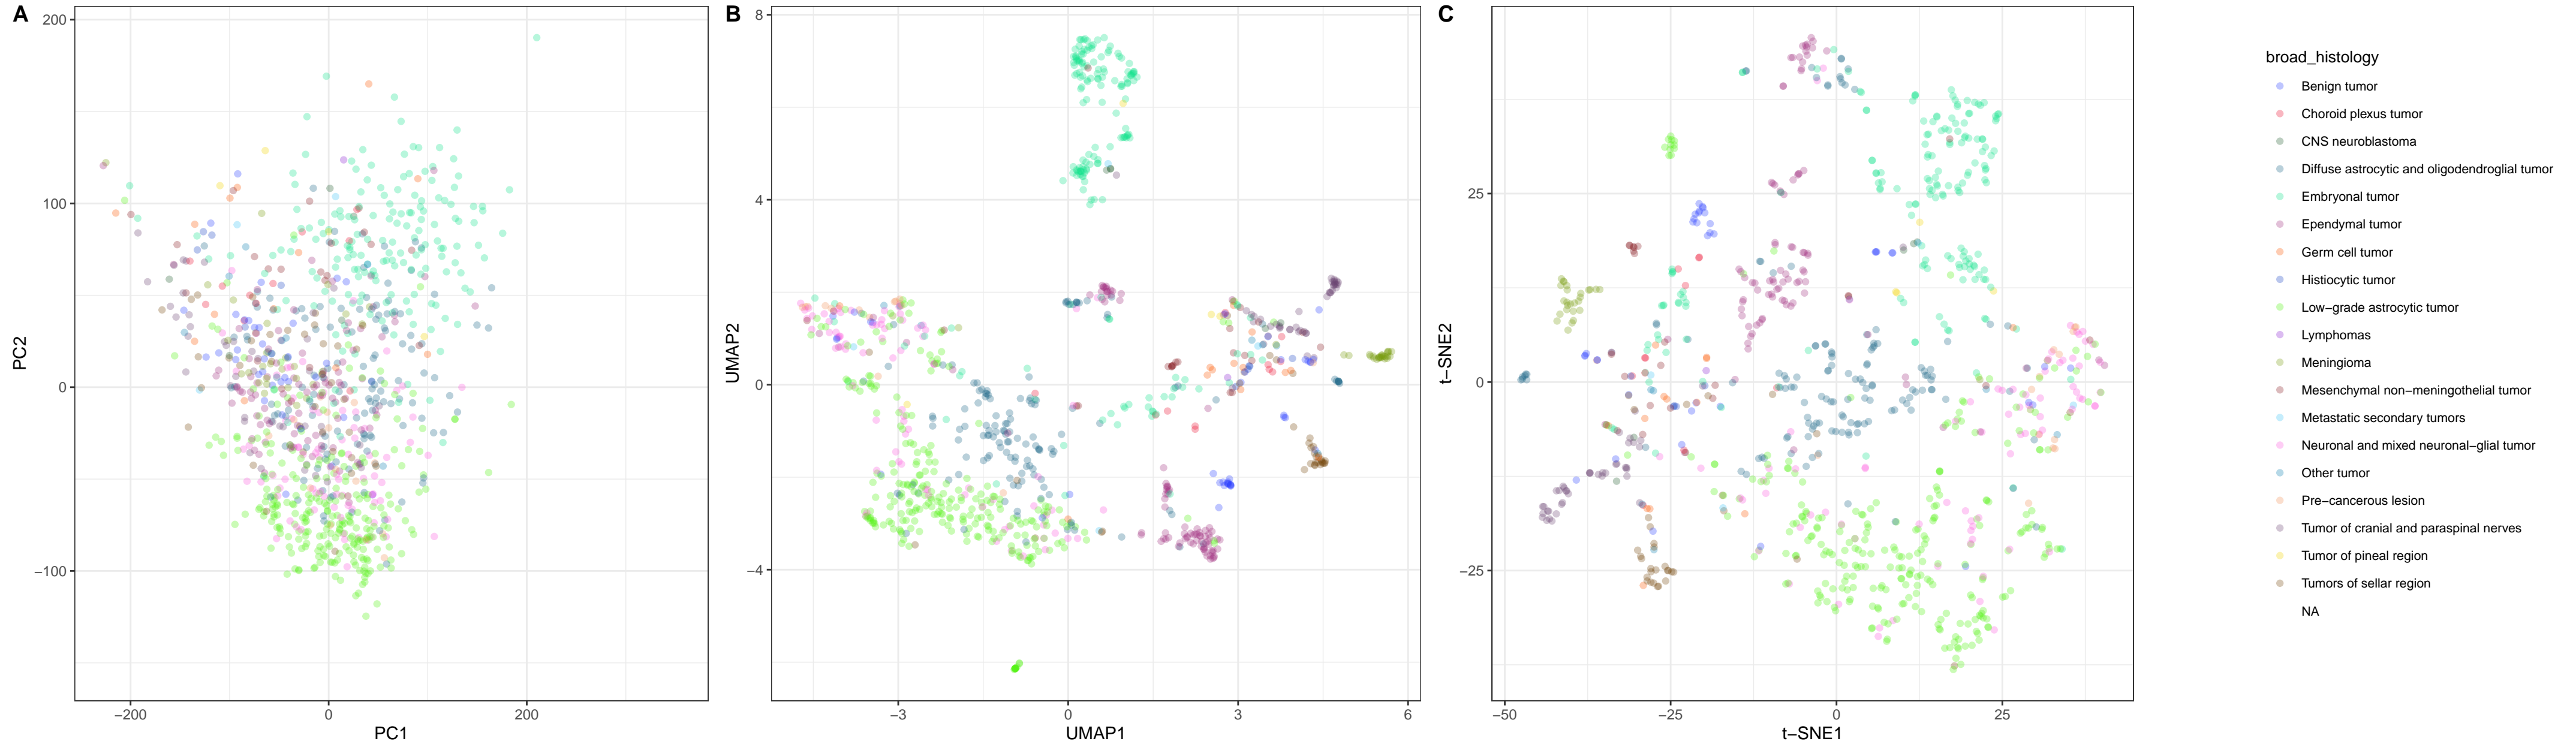 A
B
C
200
100
0
−100
PC2
−200
0
200
PC1
8
4
0
−4
UMAP2
−3
0
3
6
UMAP1
25
0
−25
t−SNE2
−50
−25
0
25
t−SNE1
broad_histology
Benign tumor
Choroid plexus tumor
CNS neuroblastoma
Diffuse astrocytic and oligodendroglial tumor
Embryonal tumor
Ependymal tumor
Germ cell tumor
Histiocytic tumor
Low−grade astrocytic tumor
Lymphomas
Meningioma
Mesenchymal non−meningothelial tumor
Metastatic secondary tumors
Neuronal and mixed neuronal−glial tumor
Other tumor
Pre−cancerous lesion
Tumor of cranial and paraspinal nerves
Tumor of pineal region
Tumors of sellar region
NA